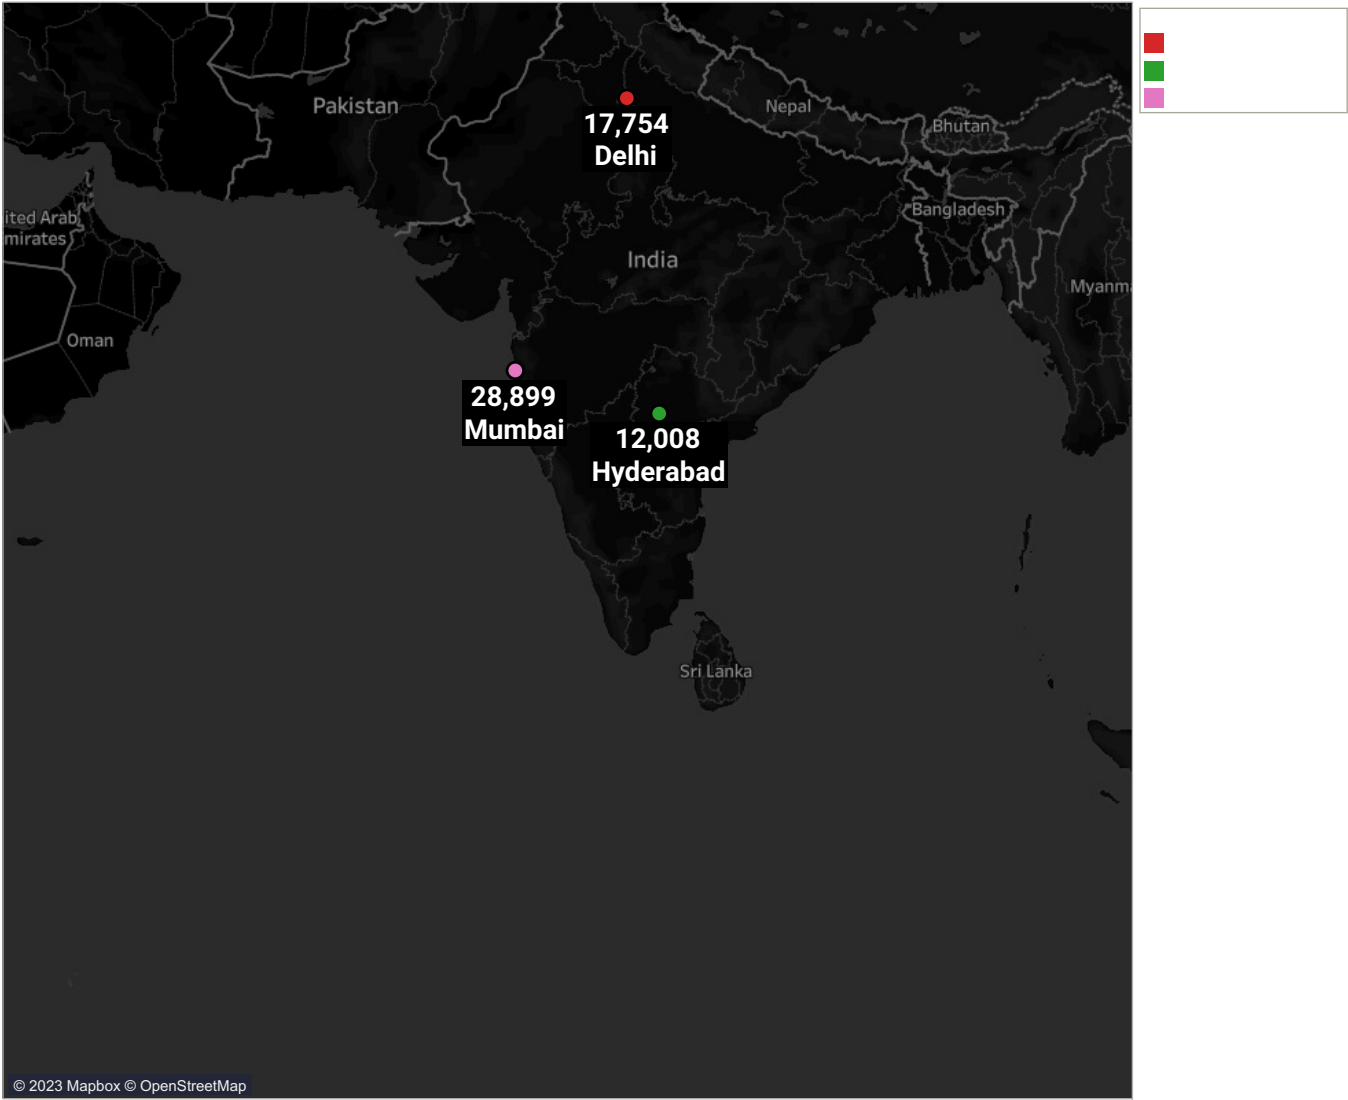 Pakistan
17,754
Delhi
Nepal
Bhutan
ited Arab
mirates
Bangladesh
India
Myanma
Oman
28,899
Mumbai
12,008
Hyderabad
Sri Lanka
© 2023 Mapbox © OpenStreetMap